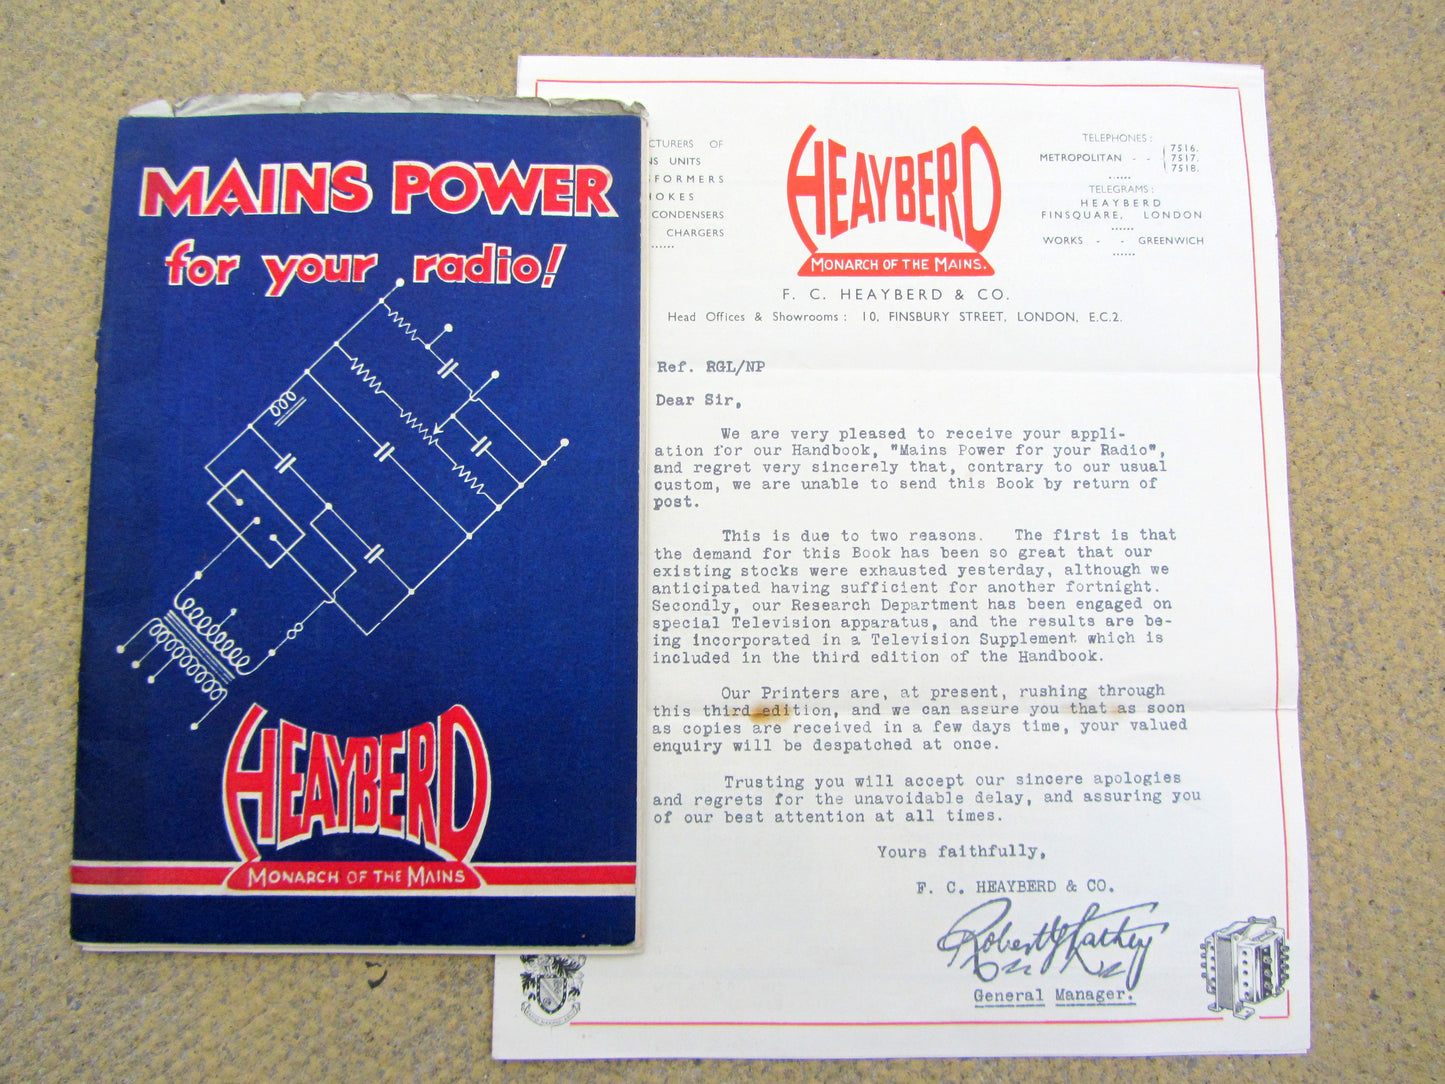 MAINS POWER
for your radio!
HEAYBERD
MONARCH OF THE MAINS
CTURERS OF
NS UNITS
SFORMERS
HOKES
CONDENSERS
CHARGERS
HEAYBERD
MONARCH OF THE MAINS.
TELEPHONES:
METROPOLITAN - - 7516.
7517.
7518.
TELEGRAMS:
HEAYBERD
FINSQUARE, LONDON
WORKS - - GREENWICH
F. C. HEAYBERD & CO.
Head Offices & Showrooms: 10, FINSBURY STREET, LONDON, E.C.2.
Ref. RGL/NP
Dear Sir,
We are very pleased to receive your appli-
ation for our Handbook, "Mains Power for your Radio",
and regret very sincerely that, contrary to our usual
custom, we are unable to send this Book by return of
post.
This is due to two reasons. The first is that
the demand for this Book has been so great that our
existing stocks were exhausted yesterday, although we
anticipated having sufficient for another fortnight.
Secondly, our Research Department has been engaged on
special Television apparatus, and the results are be-
ing incorporated in a Television Supplement which is
included in the third edition of the Handbook.
Our Printers are, at present, rushing through
this third edition, and we can assure you that as soon
as copies are received in a few days time, your valued
enquiry will be despatched at once.
Trusting you will accept our sincere apologies
and regrets for the unavoidable delay, and assuring you
of our best attention at all times.
Yours faithfully,
F. C. HEAYBERD & CO.
Robert G Lathey
General Manager.